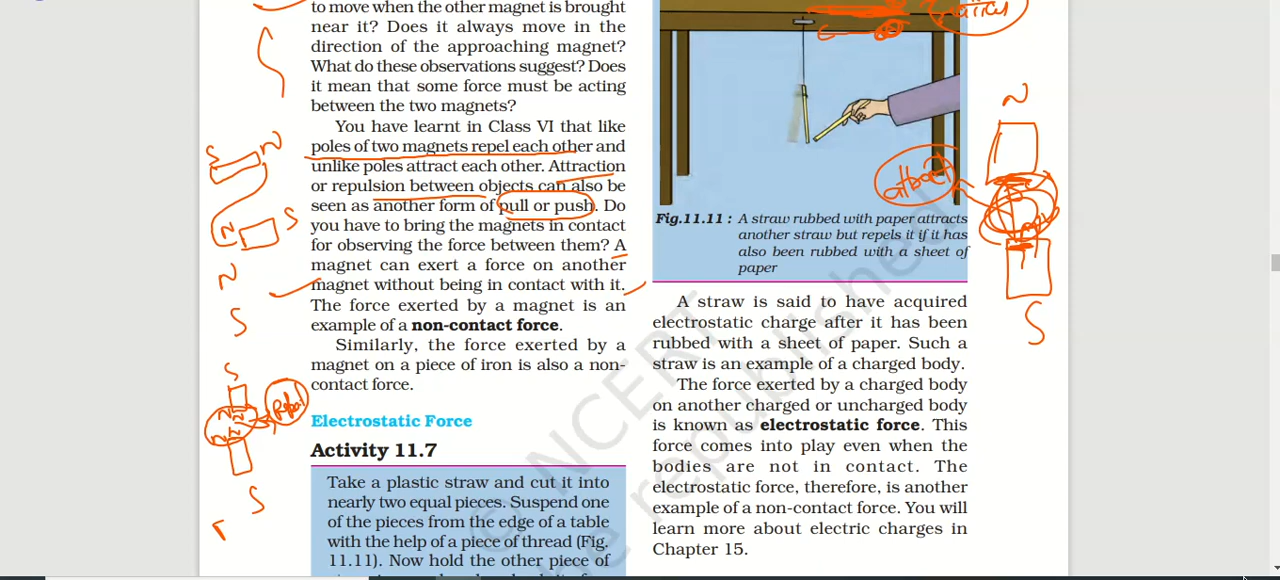 to move when the other magnet is brought
near it? Does it always move in the
direction of the approaching magnet?
What do these observations suggest? Does
it mean that some force must be acting
between the two magnets?
You have learnt in Class VI that like
poles of two magnets repel each other and
unlike poles attract each other. Attraction
or repulsion between objects can also be
seen as another form of pull or push. Do
you have to bring the magnets in contact
for observing the force between them? A
magnet can exert a force on another
magnet without being in contact with it.
The force exerted by a magnet is an
example of a non-contact force.
Similarly, the force exerted by a
magnet on a piece of iron is also a non-
contact force.
Electrostatic Force
Activity 11.7
Take a plastic straw and cut it into
nearly two equal pieces. Suspend one
of the pieces from the edge of a table
with the help of a piece of thread (Fig.
11.11). Now hold the other piece of
S N
N S
N
S
S
S
Fig.11.11 : A straw rubbed with paper attracts
another straw but repels it if it has
also been rubbed with a sheet of
paper
A straw is said to have acquired
electrostatic charge after it has been
rubbed with a sheet of paper. Such a
straw is an example of a charged body.
The force exerted by a charged body
on another charged or uncharged body
is known as electrostatic force. This
force comes into play even when the
bodies are not in contact. The
electrostatic force, therefore, is another
example of a non-contact force. You will
learn more about electric charges in
Chapter 15.
N
S
© NCERT
be republished